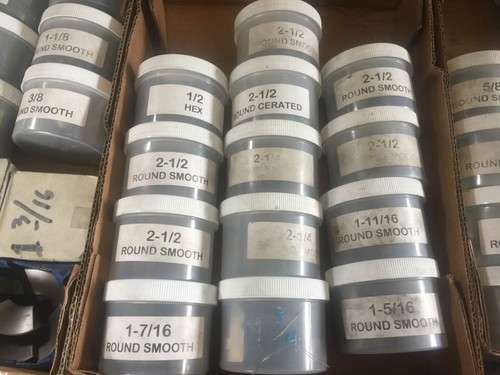 1-1/8
ROUND SMOOTH
3/8
ROUND SMOOTH
1 3/16
1/2
HEX
2-1/2
ROUND SMOOTH
2-1/2
ROUND SMOOTH
1-7/16
ROUND SMOOTH
2-1/2
ROUND SMOOTH
2-1/2
ROUND CERATED
2-1/4
2-1/2
ROUND SMOOTH
2-1/2
1-11/16
ROUND SMOOTH
1-5/16
ROUND SMOOTH
5/8
ROUND